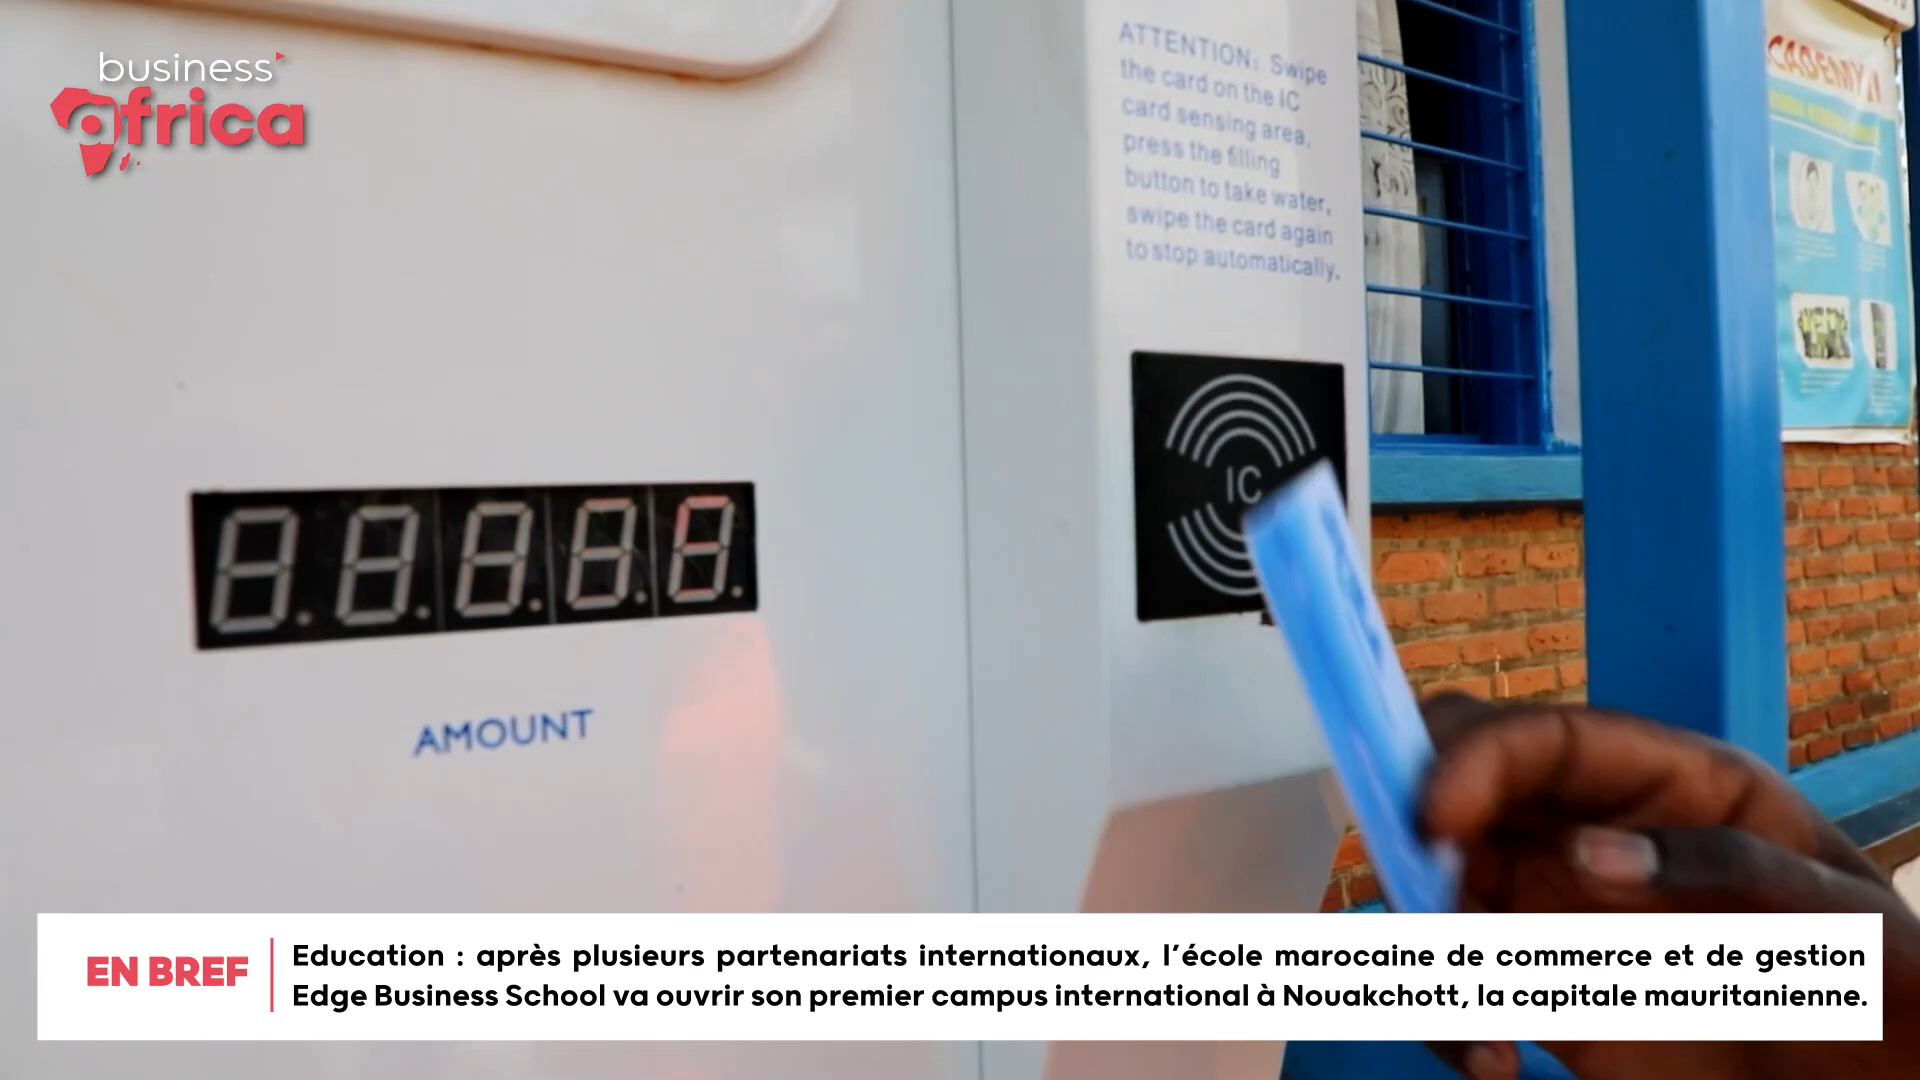 business
africa
ATTENTION: Swipe
the card on the IC
card sensing area,
press the filling
button to take water,
swipe the card again
to stop automatically.
IC
AMOUNT
EN BREF
Education : après plusieurs partenariats internationaux, l'école marocaine de commerce et de gestion
Edge Business School va ouvrir son premier campus international à Nouakchott, la capitale mauritanienne.